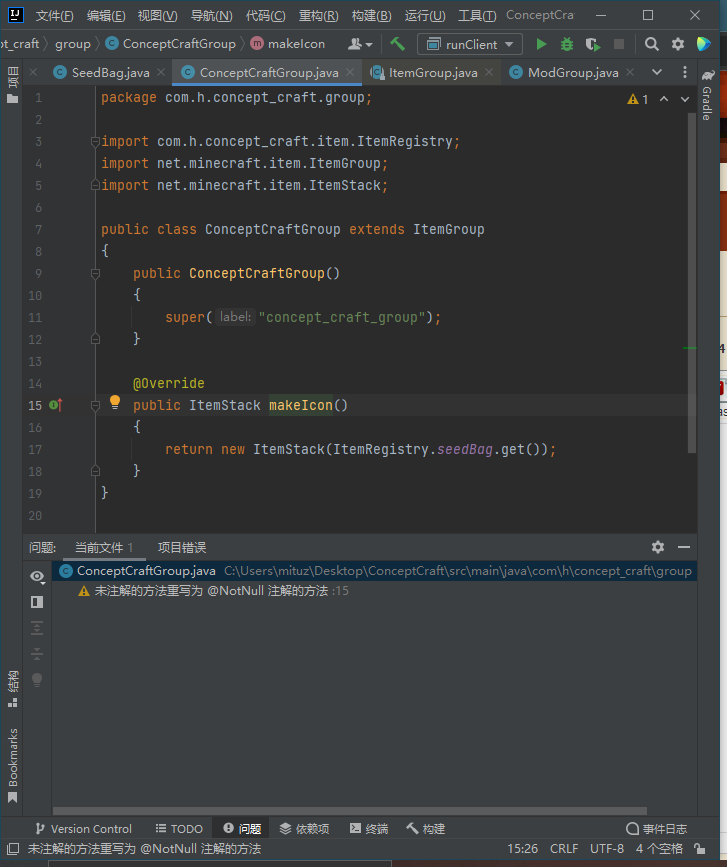 文件(F) 编辑(E) 视图(V) 导航(N) 代码(C) 重构(R) 构建(B) 运行(U) 工具(T) ConceptCra
pt_craft group ConceptCraftGroup makeIcon runClient
项目
SeedBag.java ConceptCraftGroup.java ItemGroup.java ModGroup.java
Gradle
1 package com.h.concept_craft.group; 1
2
3 import com.h.concept_craft.item.ItemRegistry;
4 import net.minecraft.item.ItemGroup;
5 import net.minecraft.item.ItemStack;
6
7 public class ConceptCraftGroup extends ItemGroup
8 {
9 public ConceptCraftGroup()
10 {
11 super( label: "concept_craft_group");
12 }
13
14 @Override
15 public ItemStack makeIcon()
16 {
17 return new ItemStack(ItemRegistry.seedBag.get());
18 }
19 }
20
问题: 当前文件 1 项目错误
ConceptCraftGroup.java C:\Users\mituz\Desktop\ConceptCraft\src\main\java\com\h\concept_craft\group
未注解的方法重写为 @NotNull 注解的方法 :15
结构
Bookmarks
Version Control TODO 问题 依赖项 终端 构建 事件日志
未注解的方法重写为 @NotNull 注解的方法 15:26 CRLF UTF-8 4 个空格